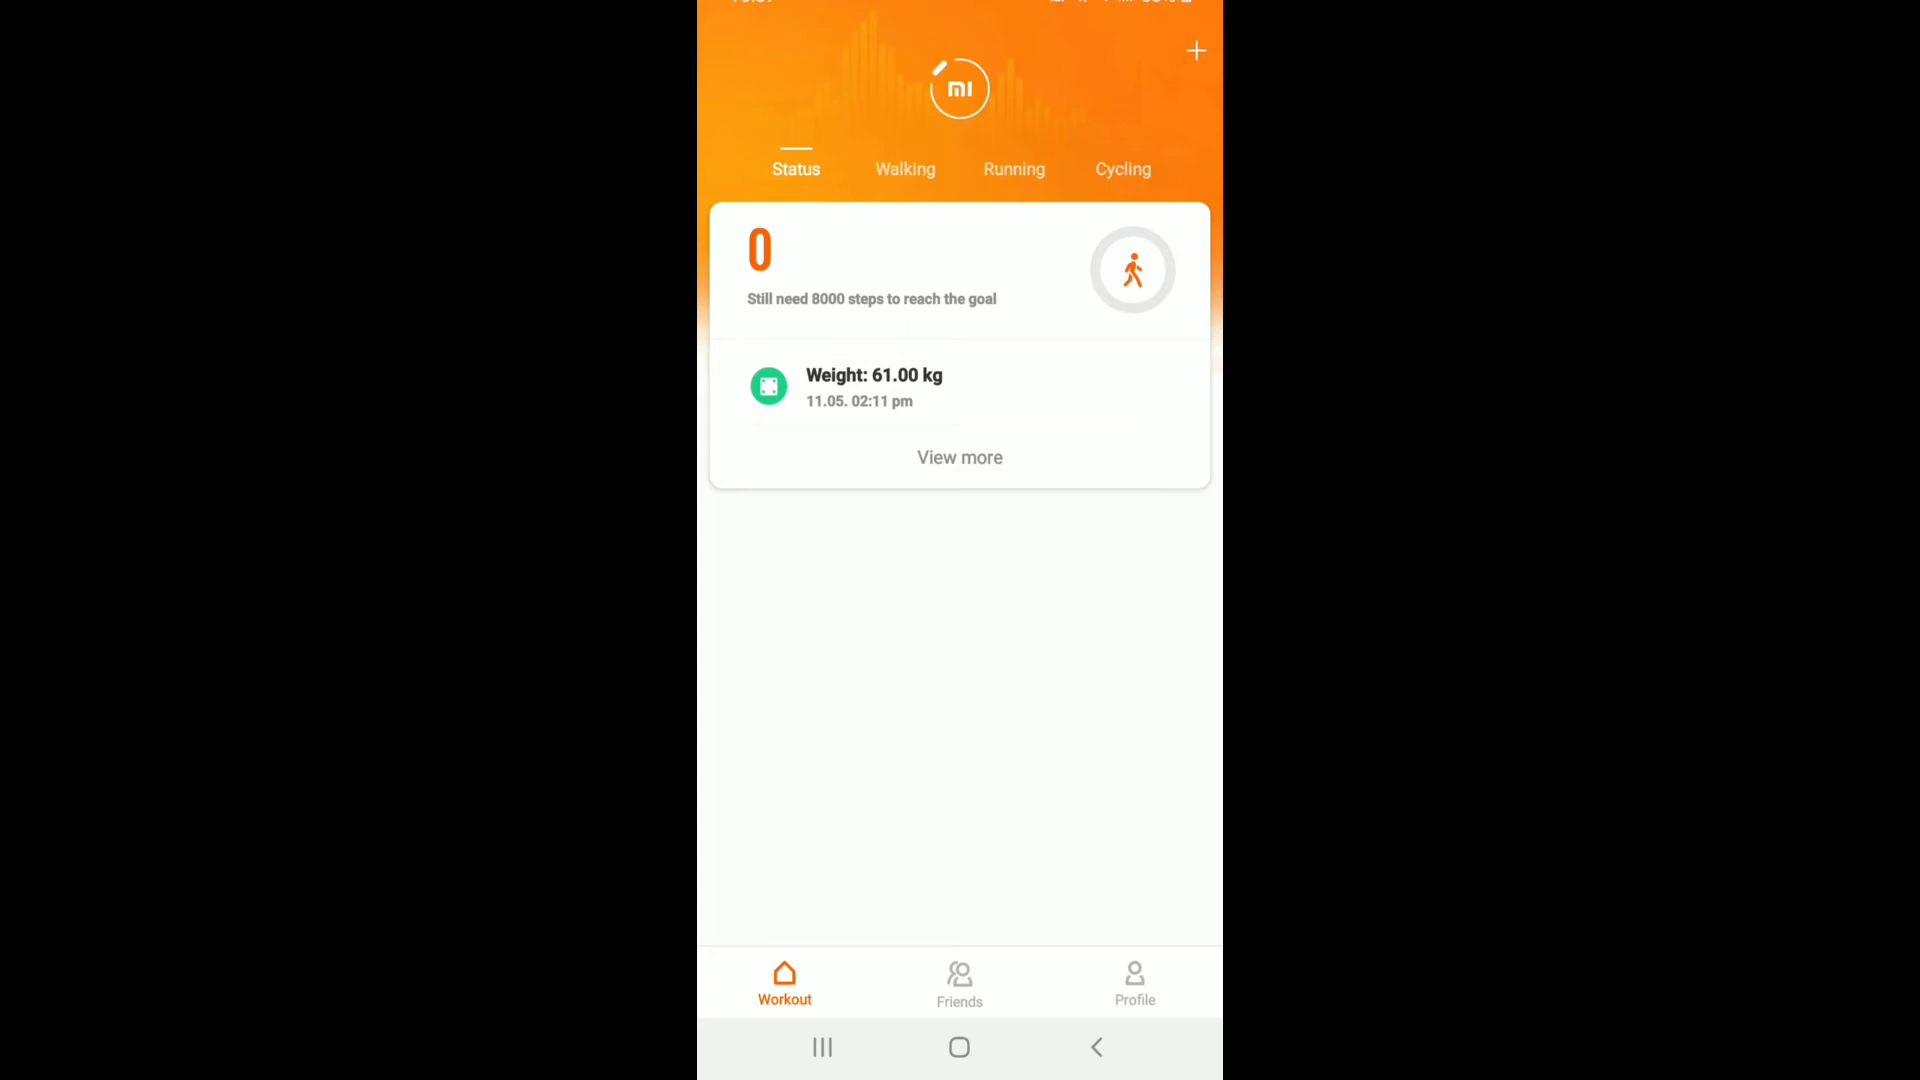 mi
Status Walking Running Cycling
0
Still need 8000 steps to reach the goal
Weight: 61.00 kg
11.05. 02:11 pm
View more
Workout Friends Profile